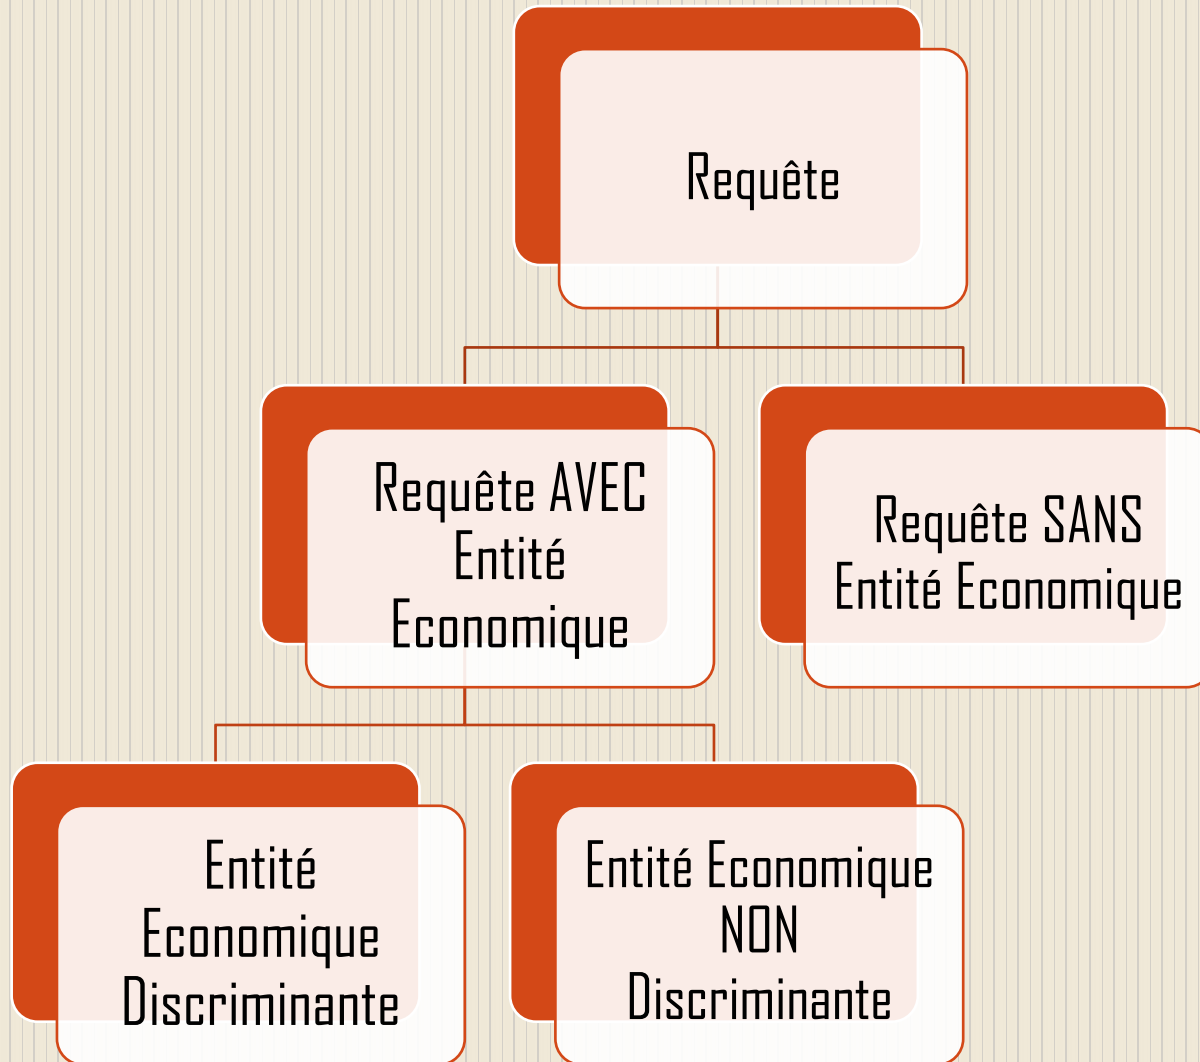 Requête
Requête AVEC
Entité
Economique
Requête SANS
Entité Economique
Entité
Economique
Discriminante
Entité Economique
NON
Discriminante